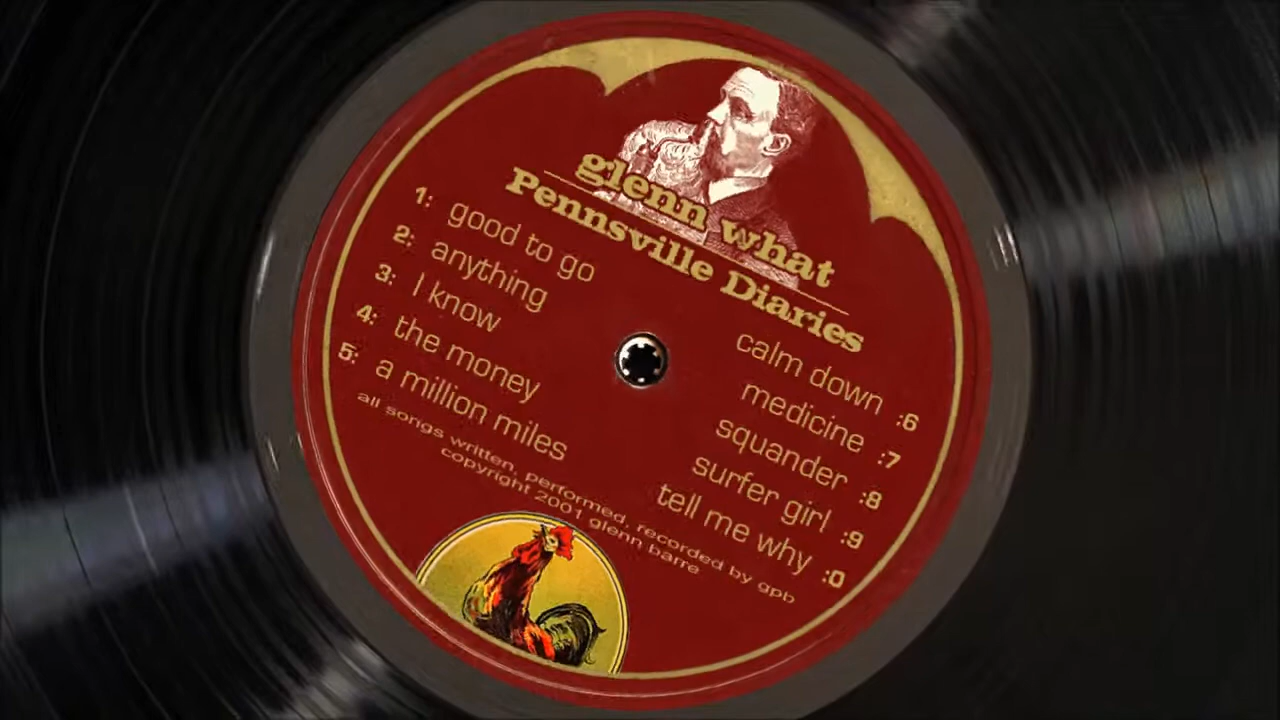 glenn what
Pennsville Diaries
1: good to go
2: anything
3: I know
4: the money
5: a million miles
calm down :6
medicine :7
squander :8
surfer girl :9
tell me why :0
all songs written, performed, recorded by gpb
copyright 2001 glenn barre